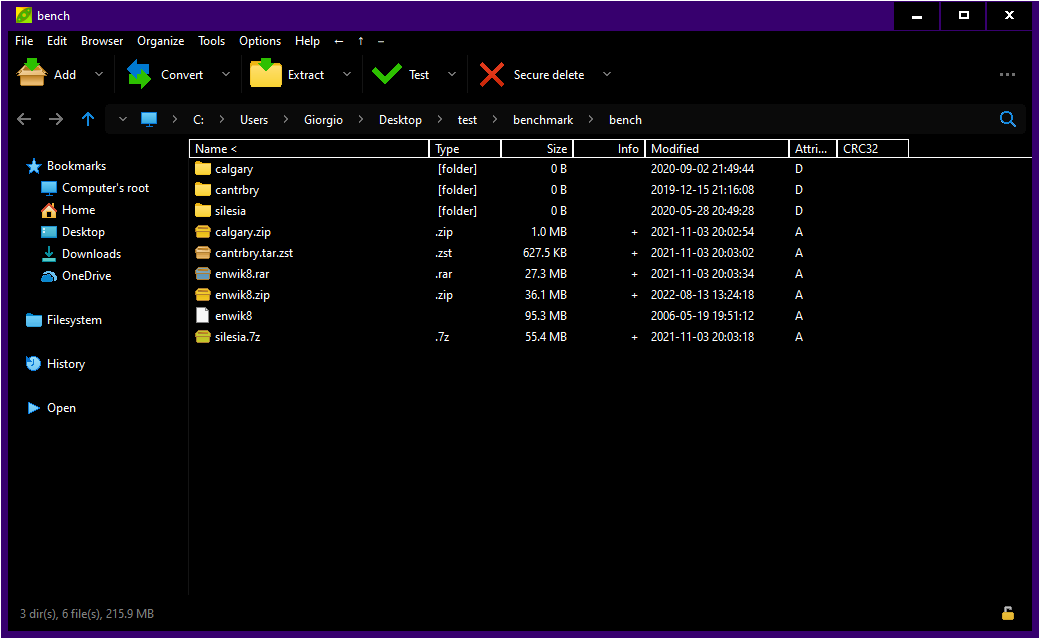 bench
File Edit Browser Organize Tools Options Help ← ↑ –
Add Convert Extract Test Secure delete ...
C: > Users > Giorgio > Desktop > test > benchmark > bench
Bookmarks
Computer's root
Home
Desktop
Downloads
OneDrive
Filesystem
History
Open
Name < Type Size Info Modified Attri... CRC32
calgary [folder] 0 B 2020-09-02 21:49:44 D
cantrbry [folder] 0 B 2019-12-15 21:16:08 D
silesia [folder] 0 B 2020-05-28 20:49:28 D
calgary.zip .zip 1.0 MB + 2021-11-03 20:02:54 A
cantrbry.tar.zst .zst 627.5 KB + 2021-11-03 20:03:02 A
enwik8.rar .rar 27.3 MB + 2021-11-03 20:03:34 A
enwik8.zip .zip 36.1 MB + 2022-08-13 13:24:18 A
enwik8 95.3 MB 2006-05-19 19:51:12 A
silesia.7z .7z 55.4 MB + 2021-11-03 20:03:18 A
3 dir(s), 6 file(s), 215.9 MB